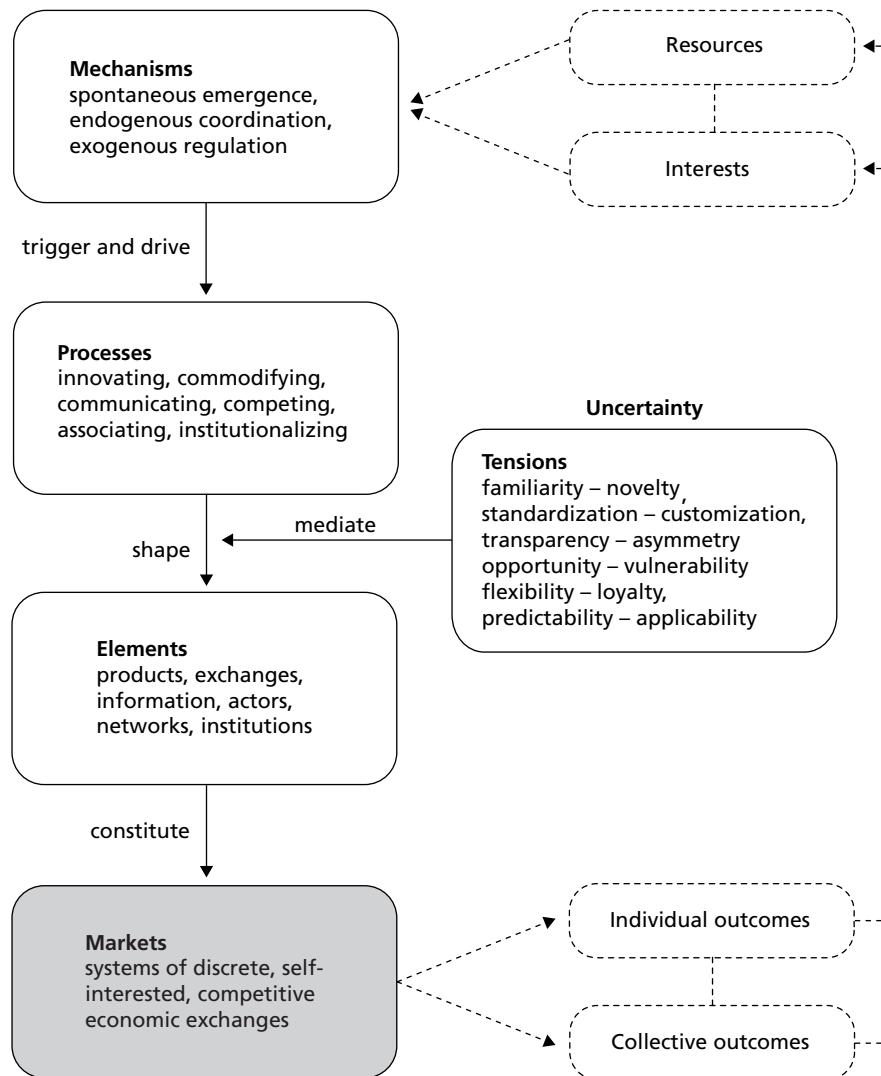 Mechanisms
spontaneous emergence,
endogenous coordination,
exogenous regulation
Resources
Interests
trigger and drive
Processes
innovating, commodifying,
communicating, competing,
associating, institutionalizing
Uncertainty
Tensions
familiarity – novelty,
standardization – customization,
transparency – asymmetry
opportunity – vulnerability
flexibility – loyalty,
predictability – applicability
mediate
shape
Elements
products, exchanges,
information, actors,
networks, institutions
constitute
Markets
systems of discrete, self-
interested, competitive
economic exchanges
Individual outcomes
Collective outcomes